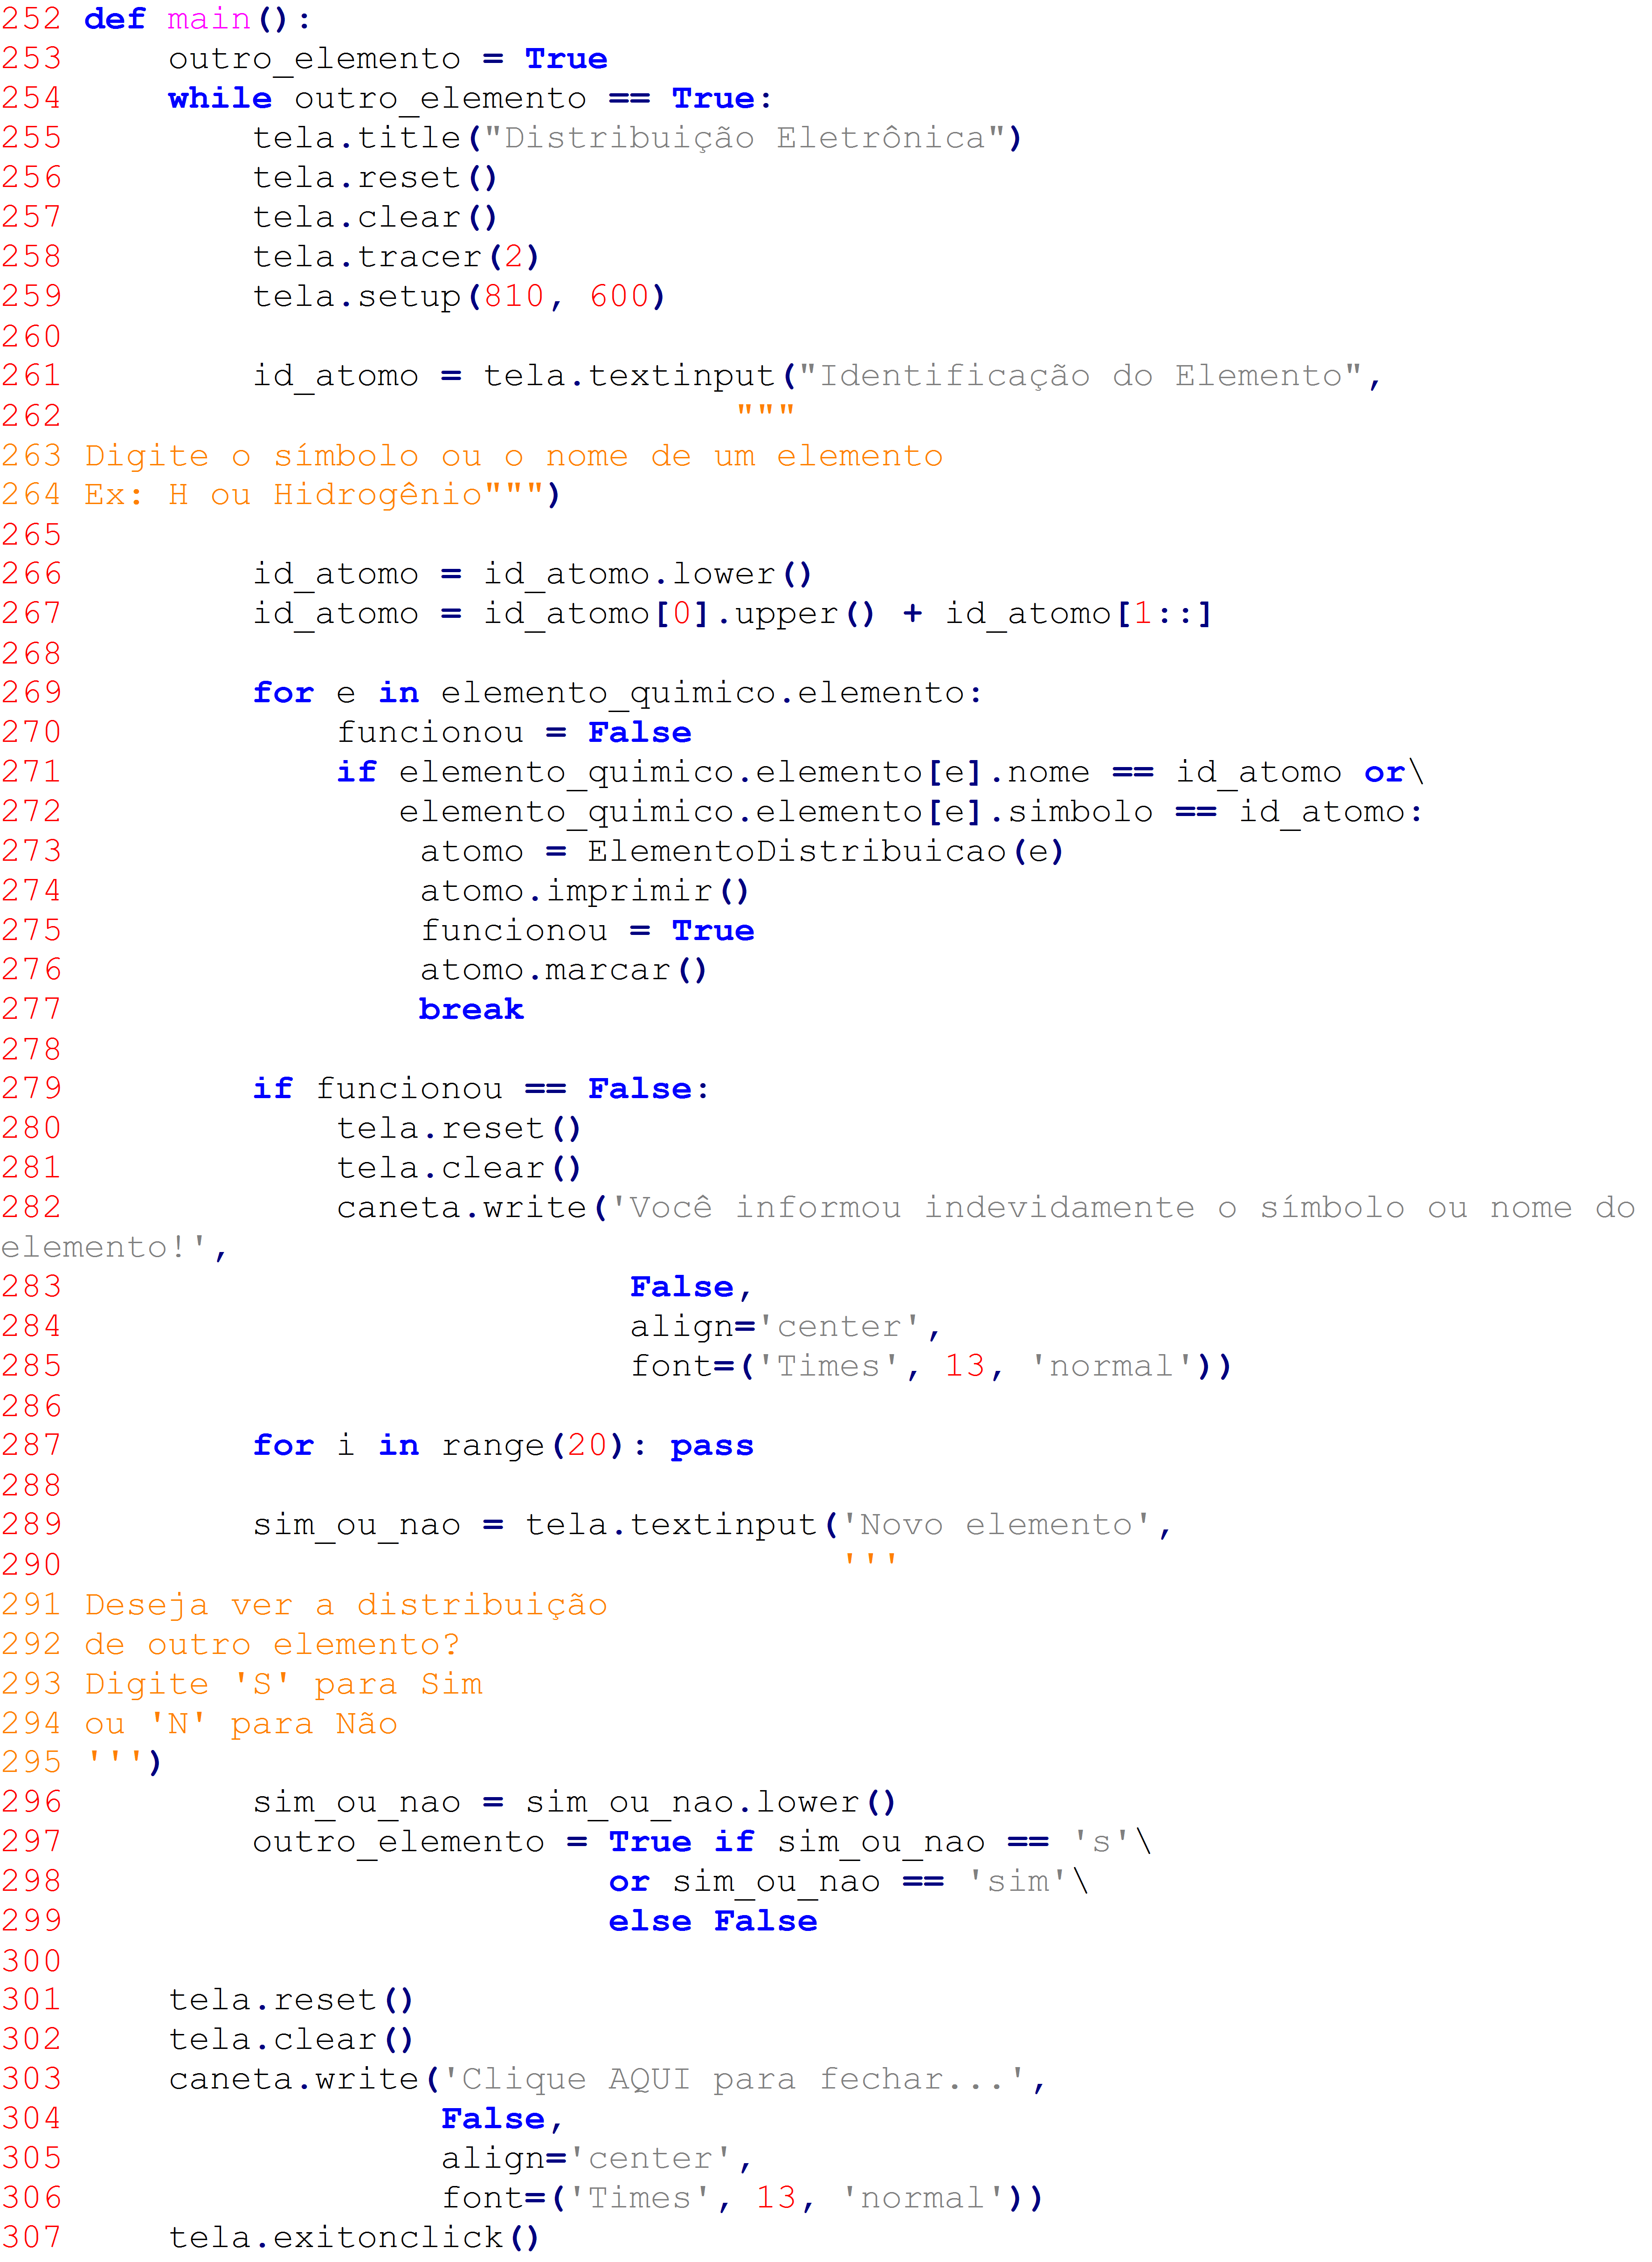 252 def main():
253     outro_elemento = True
254     while outro_elemento == True:
255         tela.title("Distribuição Eletrônica")
256         tela.reset()
257         tela.clear()
258         tela.tracer(2)
259         tela.setup(810, 600)
260
261         id_atomo = tela.textinput("Identificação do Elemento",
262                                """
263 Digite o símbolo ou o nome de um elemento
264 Ex: H ou Hidrogênio""")
265
266         id_atomo = id_atomo.lower()
267         id_atomo = id_atomo[0].upper() + id_atomo[1::]
268
269         for e in elemento_quimico.elemento:
270             funcionou = False
271             if elemento_quimico.elemento[e].nome == id_atomo or\
272                elemento_quimico.elemento[e].simbolo == id_atomo:
273                 atomo = ElementoDistribuicao(e)
274                 atomo.imprimir()
275                 funcionou = True
276                 atomo.marcar()
277                 break
278
279         if funcionou == False:
280             tela.reset()
281             tela.clear()
282             caneta.write('Você informou indevidamente o símbolo ou nome do
elemento!',
283                           False,
284                           align='center',
285                           font=('Times', 13, 'normal'))
286
287         for i in range(20): pass
288
289         sim_ou_nao = tela.textinput('Novo elemento',
290                                     '''
291 Deseja ver a distribuição
292 de outro elemento?
293 Digite 'S' para Sim
294 ou 'N' para Não
295 ''')
296         sim_ou_nao = sim_ou_nao.lower()
297         outro_elemento = True if sim_ou_nao == 's'\
298                          or sim_ou_nao == 'sim'\
299                          else False
300
301     tela.reset()
302     tela.clear()
303     caneta.write('Clique AQUI para fechar...',
304                  False,
305                  align='center',
306                  font=('Times', 13, 'normal'))
307     tela.exitonclick()